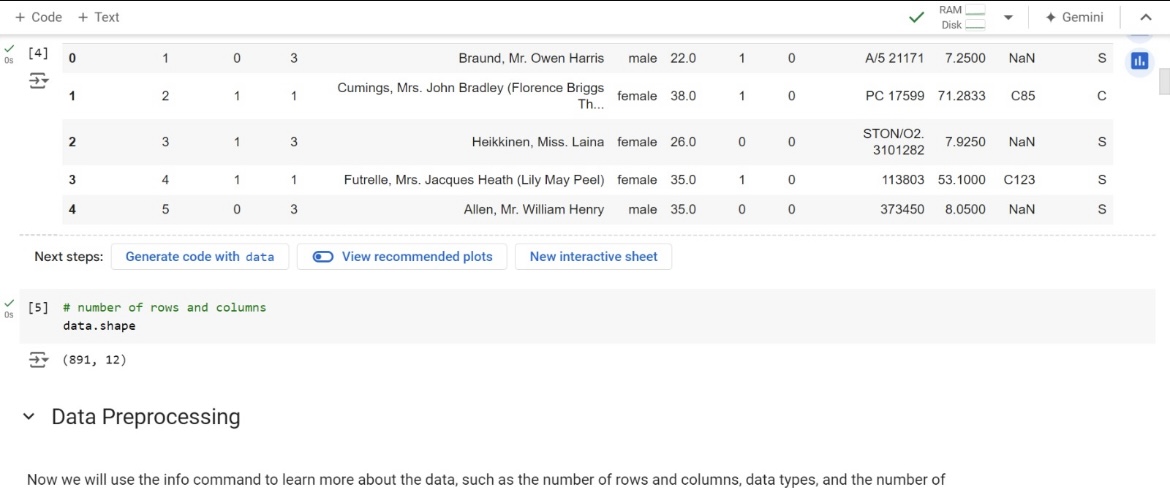 + Code + Text
RAM
Disk
Gemini
[4]
0s
0 1 0 3 Braund, Mr. Owen Harris male 22.0 1 0 A/5 21171 7.2500 NaN S
1 2 1 1 Cumings, Mrs. John Bradley (Florence Briggs
Th... female 38.0 1 0 PC 17599 71.2833 C85 C
2 3 1 3 Heikkinen, Miss. Laina female 26.0 0 0 STON/O2.
3101282 7.9250 NaN S
3 4 1 1 Futrelle, Mrs. Jacques Heath (Lily May Peel) female 35.0 1 0 113803 53.1000 C123 S
4 5 0 3 Allen, Mr. William Henry male 35.0 0 0 373450 8.0500 NaN S
Next steps: Generate code with data View recommended plots New interactive sheet
[5] # number of rows and columns
0s
data.shape
(891, 12)
Data Preprocessing
Now we will use the info command to learn more about the data, such as the number of rows and columns, data types, and the number of